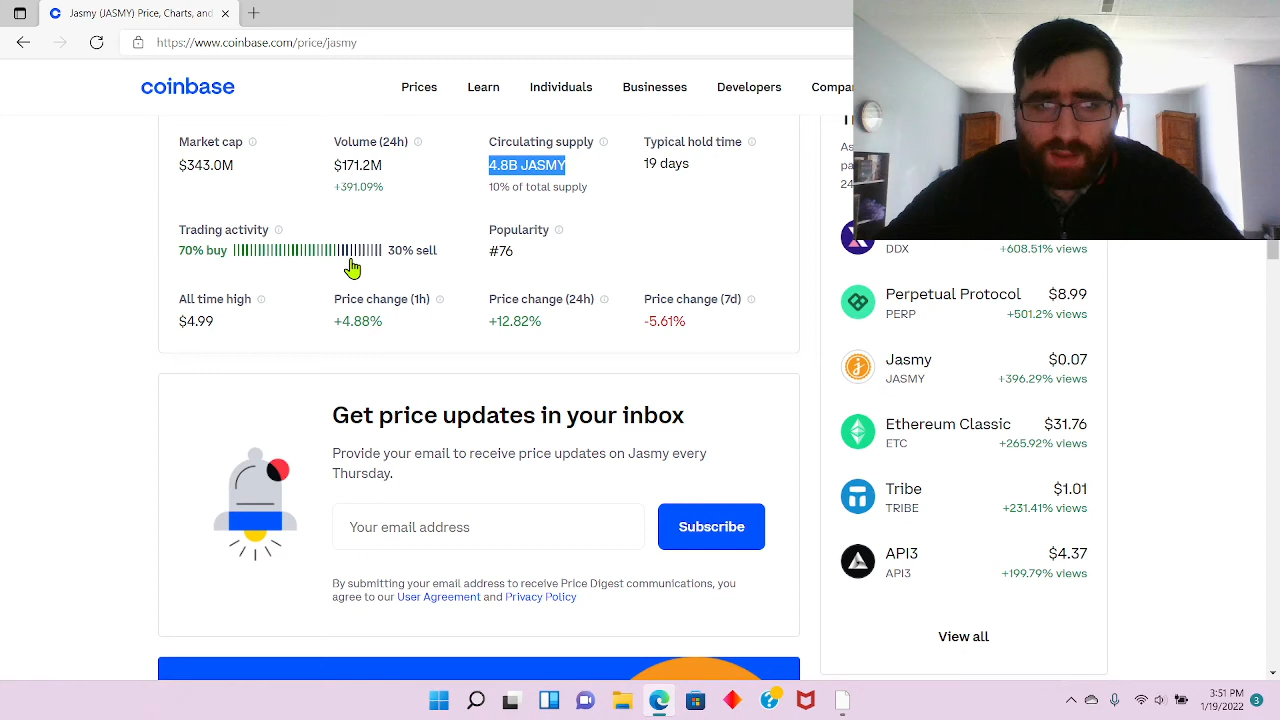 Jasmy (JASMY) Price, Charts, and
https://www.coinbase.com/price/jasmy
coinbase
Prices
Learn
Individuals
Businesses
Developers
Compar
Market cap
Volume (24h)
Circulating supply
Typical hold time
$343.0M
$171.2M
4.8B JASMY
19 days
+391.09%
10% of total supply
Trading activity
Popularity
70% buy
30% sell
#76
All time high
Price change (1h)
Price change (24h)
Price change (7d)
$4.99
+4.88%
+12.82%
-5.61%
Get price updates in your inbox
Provide your email to receive price updates on Jasmy every
Thursday.
Your email address
Subscribe
By submitting your email address to receive Price Digest communications, you
agree to our User Agreement and Privacy Policy
As
pa
24
DDX
+608.51% views
Perpetual Protocol
$8.99
PERP
+501.2% views
Jasmy
$0.07
JASMY
+396.29% views
Ethereum Classic
$31.76
ETC
+265.92% views
Tribe
$1.01
TRIBE
+231.41% views
API3
$4.37
API3
+199.79% views
View all
3:51 PM
1/19/2022
3